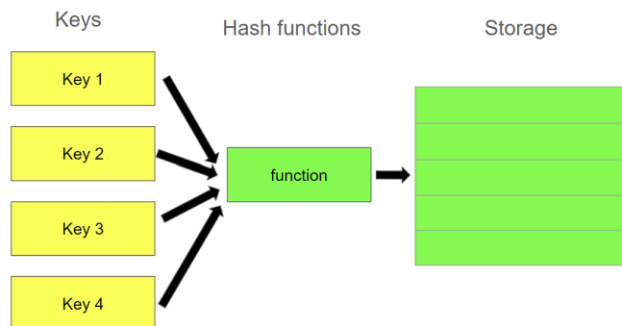 Keys
Hash functions
Storage
Key 1
Key 2
function
Key 3
Key 4